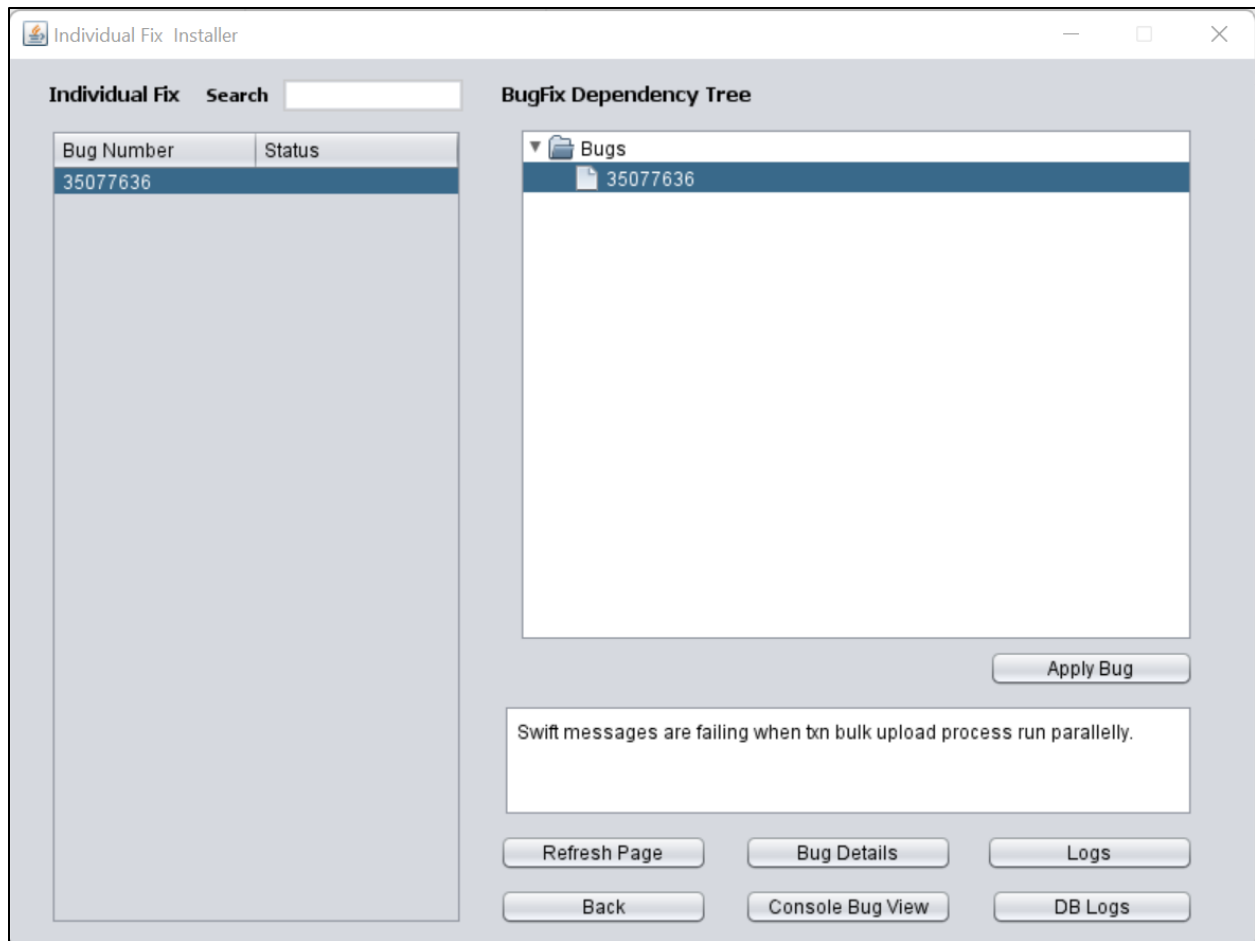 Individual Fix Installer
Individual Fix Search
BugFix Dependency Tree
Bug Number Status
35077636
Bugs
35077636
Apply Bug
Swift messages are failing when txn bulk upload process run parallelly.
Refresh Page Bug Details Logs
Back Console Bug View DB Logs